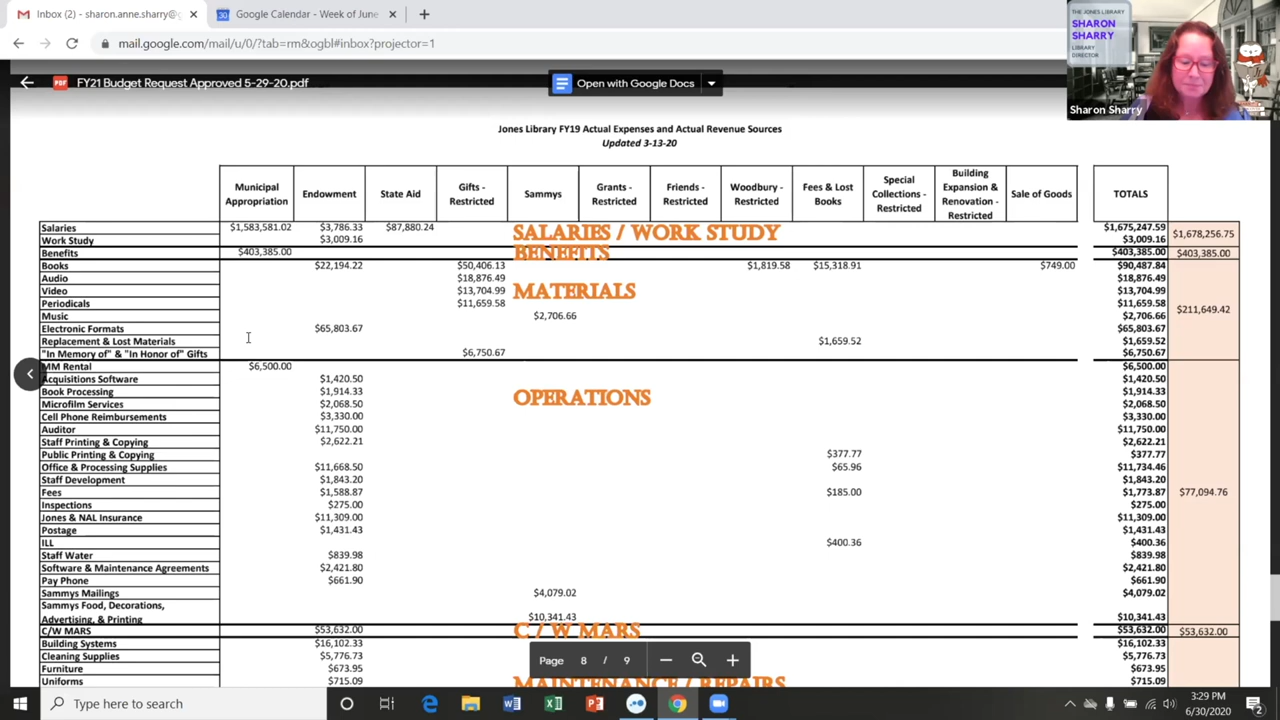 Inbox (2) - sharon.anne.sharry@
Google Calendar - Week of June
mail.google.com/mail/u/0/?tab=rm&ogbl#inbox?projector=1
THE JONES LIBRARY
SHARON
SHARRY
LIBRARY
DIRECTOR
Sharon Sharry
PDF FY21 Budget Request Approved 5-29-20.pdf
Open with Google Docs
Jones Library FY19 Actual Expenses and Actual Revenue Sources
Updated 3-13-20
Municipal Appropriation Endowment State Aid Gifts - Restricted Sammys Grants - Restricted Friends - Restricted Woodbury - Restricted Fees & Lost Books Special Collections - Restricted Building Expansion & Renovation - Restricted Sale of Goods TOTALS
Salaries $1,583,581.02 $3,786.33 $87,880.24 $1,675,247.59
SALARIES / WORK STUDY
$1,678,256.75
Work Study $3,009.16 $3,009.16
Benefits $403,385.00 BENEFITS $403,385.00 $403,385.00
Books $22,194.22 $50,406.13 $1,819.58 $15,318.91 $749.00 $90,487.84
Audio $18,876.49 $18,876.49
Video $13,704.99 MATERIALS $13,704.99
Periodicals $11,659.58 $11,659.58
$211,649.42
Music $2,706.66 $2,706.66
Electronic Formats $65,803.67 $65,803.67
Replacement & Lost Materials $1,659.52 $1,659.52
"In Memory of" & "In Honor of" Gifts $6,750.67 $6,750.67
MM Rental $6,500.00 $6,500.00
Acquisitions Software $1,420.50 $1,420.50
Book Processing $1,914.33 $1,914.33
OPERATIONS
Microfilm Services $2,068.50 $2,068.50
Cell Phone Reimbursements $3,330.00 $3,330.00
Auditor $11,750.00 $11,750.00
Staff Printing & Copying $2,622.21 $2,622.21
Public Printing & Copying $377.77 $377.77
Office & Processing Supplies $11,668.50 $65.96 $11,734.46
Staff Development $1,843.20 $1,843.20
Fees $1,588.87 $185.00 $1,773.87 $77,094.76
Inspections $275.00 $275.00
Jones & NAL Insurance $11,309.00 $11,309.00
Postage $1,431.43 $1,431.43
ILL $400.36 $400.36
Staff Water $839.98 $839.98
Software & Maintenance Agreements $2,421.80 $2,421.80
Pay Phone $661.90 $661.90
Sammys Mailings $4,079.02 $4,079.02
Sammys Food, Decorations,
Advertising, & Printing $10,341.43 $10,341.43
C/W MARS $53,632.00 C / W MARS $53,632.00 $53,632.00
Building Systems $16,102.33 $16,102.33
Cleaning Supplies $5,776.73 $5,776.73
Furniture $673.95 $673.95
Uniforms $715.09 MAINTENANCE / REPAIRS $715.09
Page 8 / 9
Type here to search
3:29 PM
6/30/2020
2